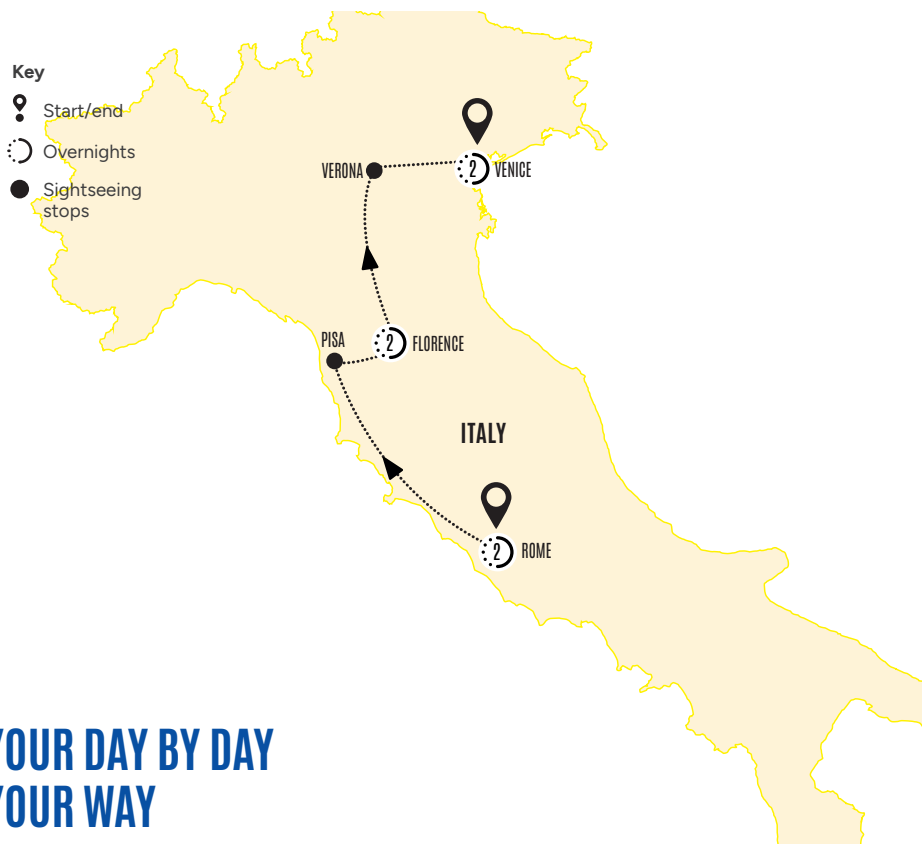 Key
Start/end
Overnights
Sightseeing
stops
VERONA
2
VENICE
PISA
2
FLORENCE
ITALY
2
ROME
YOUR DAY BY DAY
YOUR WAY